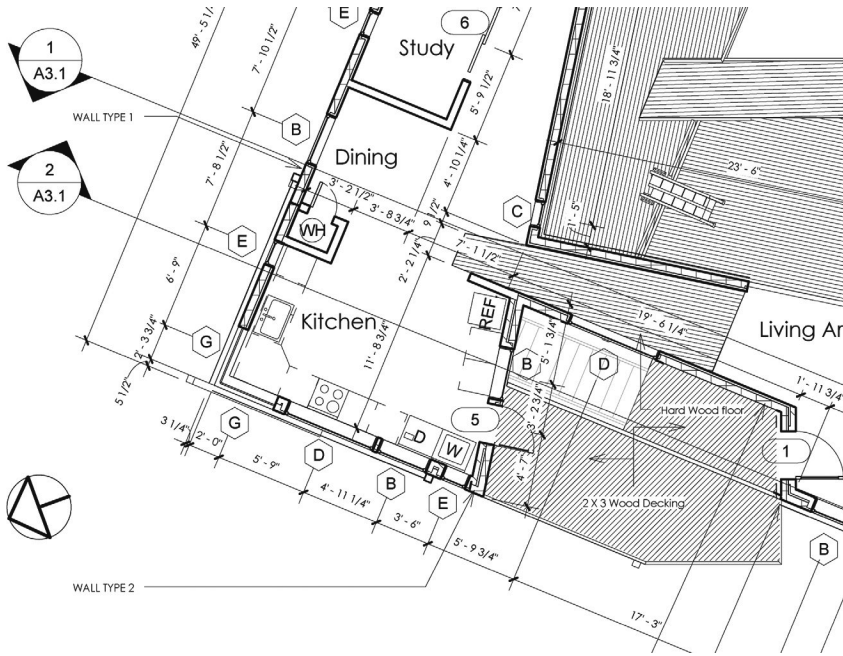 E
6
Study
1
A3.1
49' - 5 1/4"
7' - 10 1/2"
5' - 9 1/2"
18' - 11 3/4"
WALL TYPE 1
B
2
A3.1
7' - 8 1/2"
Dining
4' - 10 1/4"
23' - 6"
3' - 2 1/2"
3' - 8 3/4"
9 1/2"
C
1' - 5"
E
WH
2' - 2 1/4"
7' - 1 1/2"
6' - 9"
Kitchen
REF
19' - 6 1/4"
Living Ar
G
2' - 3 3/4"
11' - 8 3/4"
5' - 1 3/4"
B
D
1' - 11 3/4"
5 1/2"
Hard Wood floor
3 1/4"
2' - 0"
G
5
3' - 2 3/4"
D
W
1
5' - 9"
D
4' - 7"
4' - 11 1/4"
B
E
2 X 3 Wood Decking
3' - 6"
5' - 9 3/4"
B
WALL TYPE 2
17' - 3"